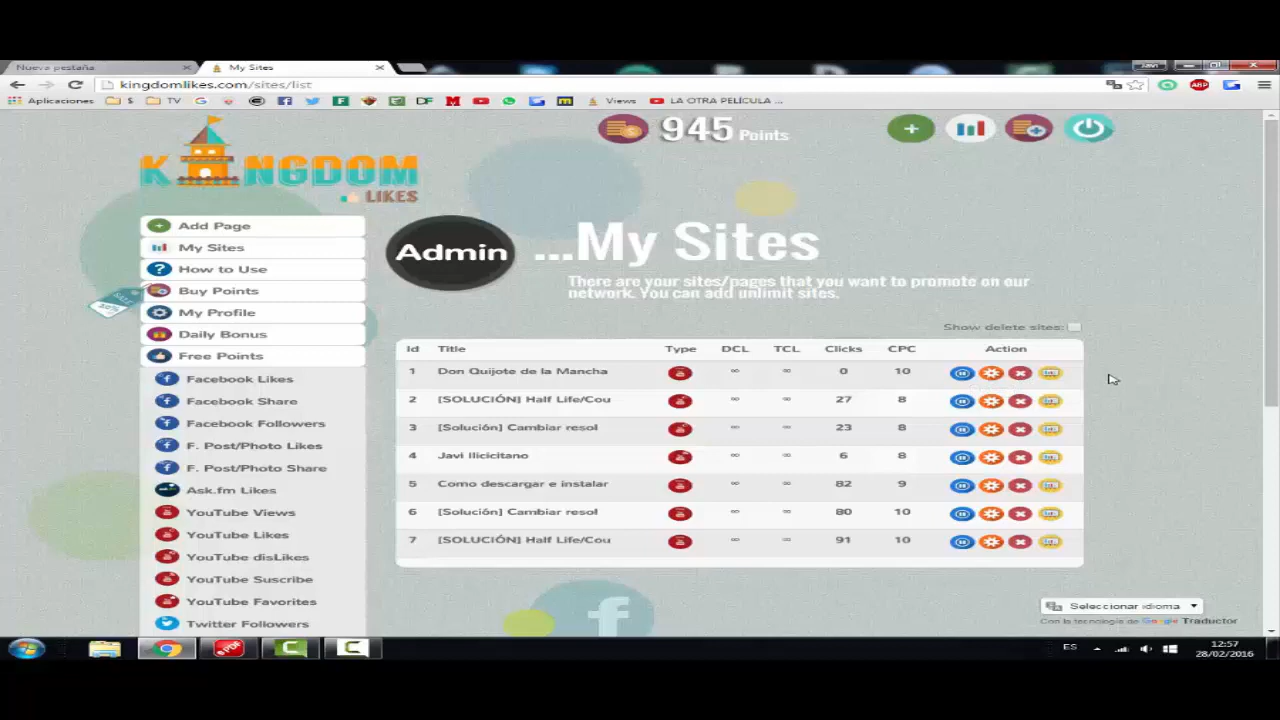 Nueva pestaña
My Sites
Javi
kingdomlikes.com/sites/list
Aplicaciones $ TV Views LA OTRA PELÍCULA ...
945 Points
KINGDOM
LIKES
Add Page
My Sites
How to Use
Buy Points
My Profile
Daily Bonus
Free Points
Facebook Likes
Facebook Share
Facebook Followers
F. Post/Photo Likes
F. Post/Photo Share
Ask.fm Likes
YouTube Views
YouTube Likes
YouTube disLikes
YouTube Suscribe
YouTube Favorites
Twitter Followers
SALE
Admin ...My Sites
There are your sites/pages that you want to promote on our
network. You can add unlimit sites.
Show delete sites:
Id Title Type DCL TCL Clicks CPC Action
1 Don Quijote de la Mancha ∞ ∞ 0 10
2 [SOLUCIÓN] Half Life/Cou ∞ ∞ 27 8
3 [Solución] Cambiar resol ∞ ∞ 23 8
4 Javi Ilicicitano ∞ ∞ 6 8
5 Como descargar e instalar ∞ ∞ 82 9
6 [Solución] Cambiar resol ∞ ∞ 80 10
7 [SOLUCIÓN] Half Life/Cou ∞ ∞ 91 10
Seleccionar idioma
Con la tecnología de Google Traductor
ES
12:57
28/02/2016